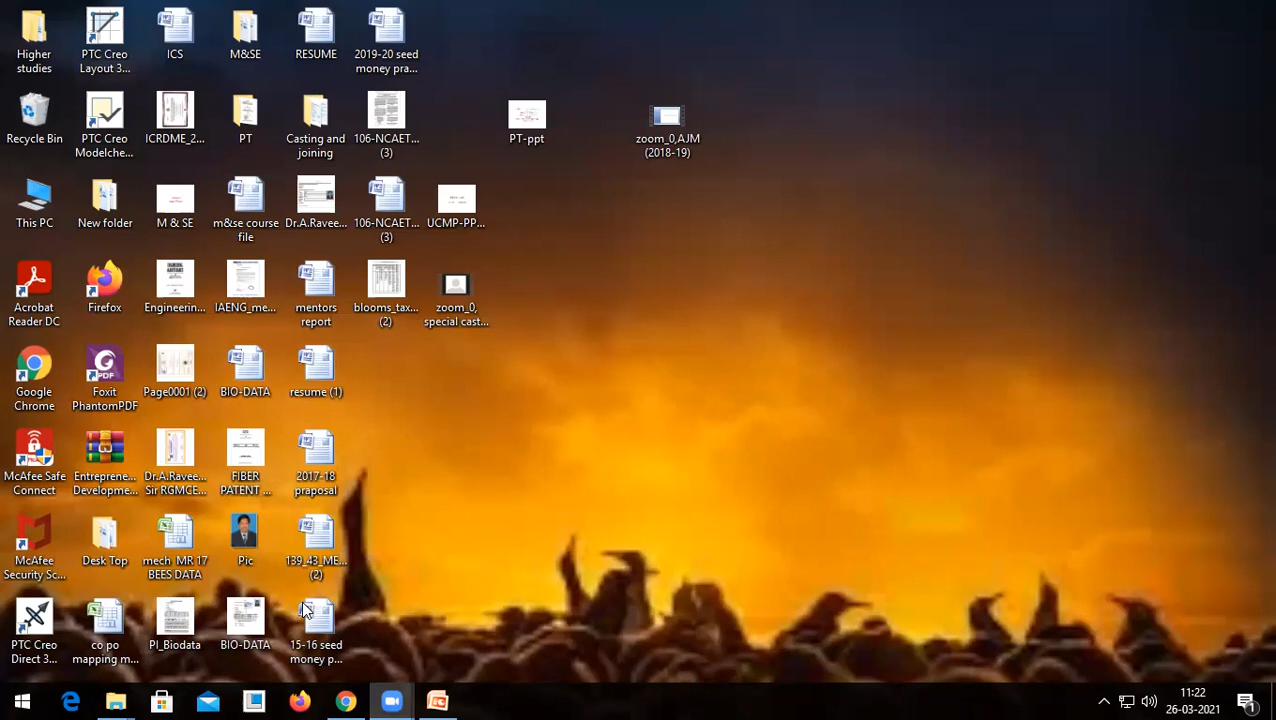 Higher
studies
PTC Creo
Layout 3...
ICS
M&SE
RESUME
2019-20 seed
money pra...
Recycle Bin
PTC Creo
Modelche...
ICRDME_2...
PT
Casting and
joining
106-NCAET...
(3)
PT-ppt
zoom_0,AJM
(2018-19)
This PC
New folder
M & SE
m&se course
file
Dr.A.Ravee...
106-NCAET...
(3)
UCMP-PP...
Acrobat
Reader DC
Firefox
Engineerin...
IAENG_me...
mentors
report
blooms_tax...
(2)
zoom_0,
special cast...
Google
Chrome
Foxit
PhantomPDF
Page0001 (2)
BIO-DATA
resume (1)
McAfee Safe
Connect
Entreprene...
Developme...
Dr.A.Ravee...
Sir RGMCE...
FIBER
PATENT ...
2017-18
praposal
McAfee
Security Sc...
Desk Top
mech_MR 17
BEES DATA
Pic
139_43_ME...
(2)
PTC Creo
Direct 3...
co po
mapping m...
PI_Biodata
BIO-DATA
15-16 seed
money p...
11:22
26-03-2021
1